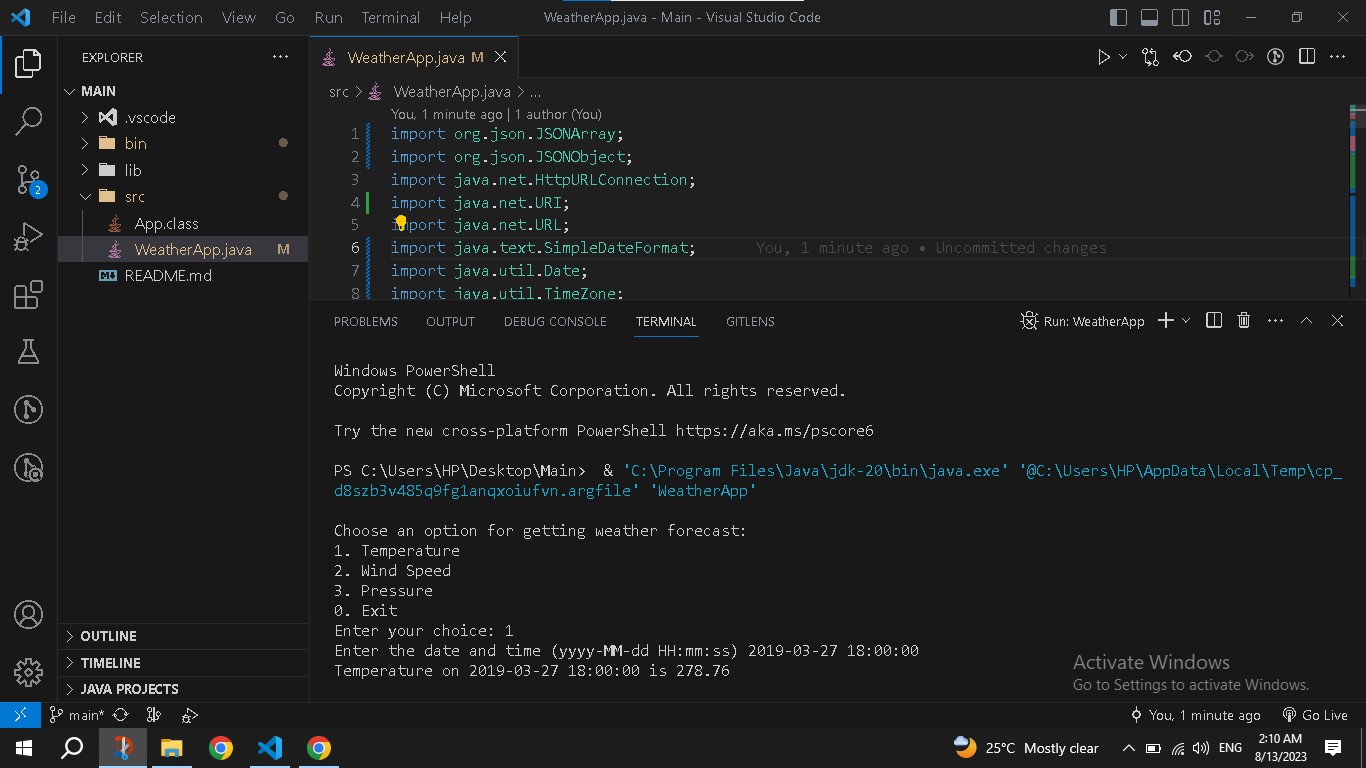 File Edit Selection View Go Run Terminal Help WeatherApp.java - Main - Visual Studio Code
EXPLORER
MAIN
.vscode
bin
lib
src
App.class
WeatherApp.java M
README.md
OUTLINE
TIMELINE
JAVA PROJECTS
2
WeatherApp.java M
src > WeatherApp.java > ...
You, 1 minute ago | 1 author (You)
1 import org.json.JSONArray;
2 import org.json.JSONObject;
3 import java.net.HttpURLConnection;
4 import java.net.URI;
5 import java.net.URL;
6 import java.text.SimpleDateFormat; You, 1 minute ago • Uncommitted changes
7 import java.util.Date;
8 import java.util.TimeZone;
PROBLEMS OUTPUT DEBUG CONSOLE TERMINAL GITLENS Run: WeatherApp
Windows PowerShell
Copyright (C) Microsoft Corporation. All rights reserved.
Try the new cross-platform PowerShell https://aka.ms/pscore6
PS C:\Users\HP\Desktop\Main> & 'C:\Program Files\Java\jdk-20\bin\java.exe' '@C:\Users\HP\AppData\Local\Temp\cp_
d8szb3v485q9fg1anqxoiufvn.argfile' 'WeatherApp'
Choose an option for getting weather forecast:
1. Temperature
2. Wind Speed
3. Pressure
0. Exit
Enter your choice: 1
Enter the date and time (yyyy-MM-dd HH:mm:ss) 2019-03-27 18:00:00
Temperature on 2019-03-27 18:00:00 is 278.76
Activate Windows
Go to Settings to activate Windows.
main* You, 1 minute ago Go Live
25°C Mostly clear ENG 2:10 AM
8/13/2023